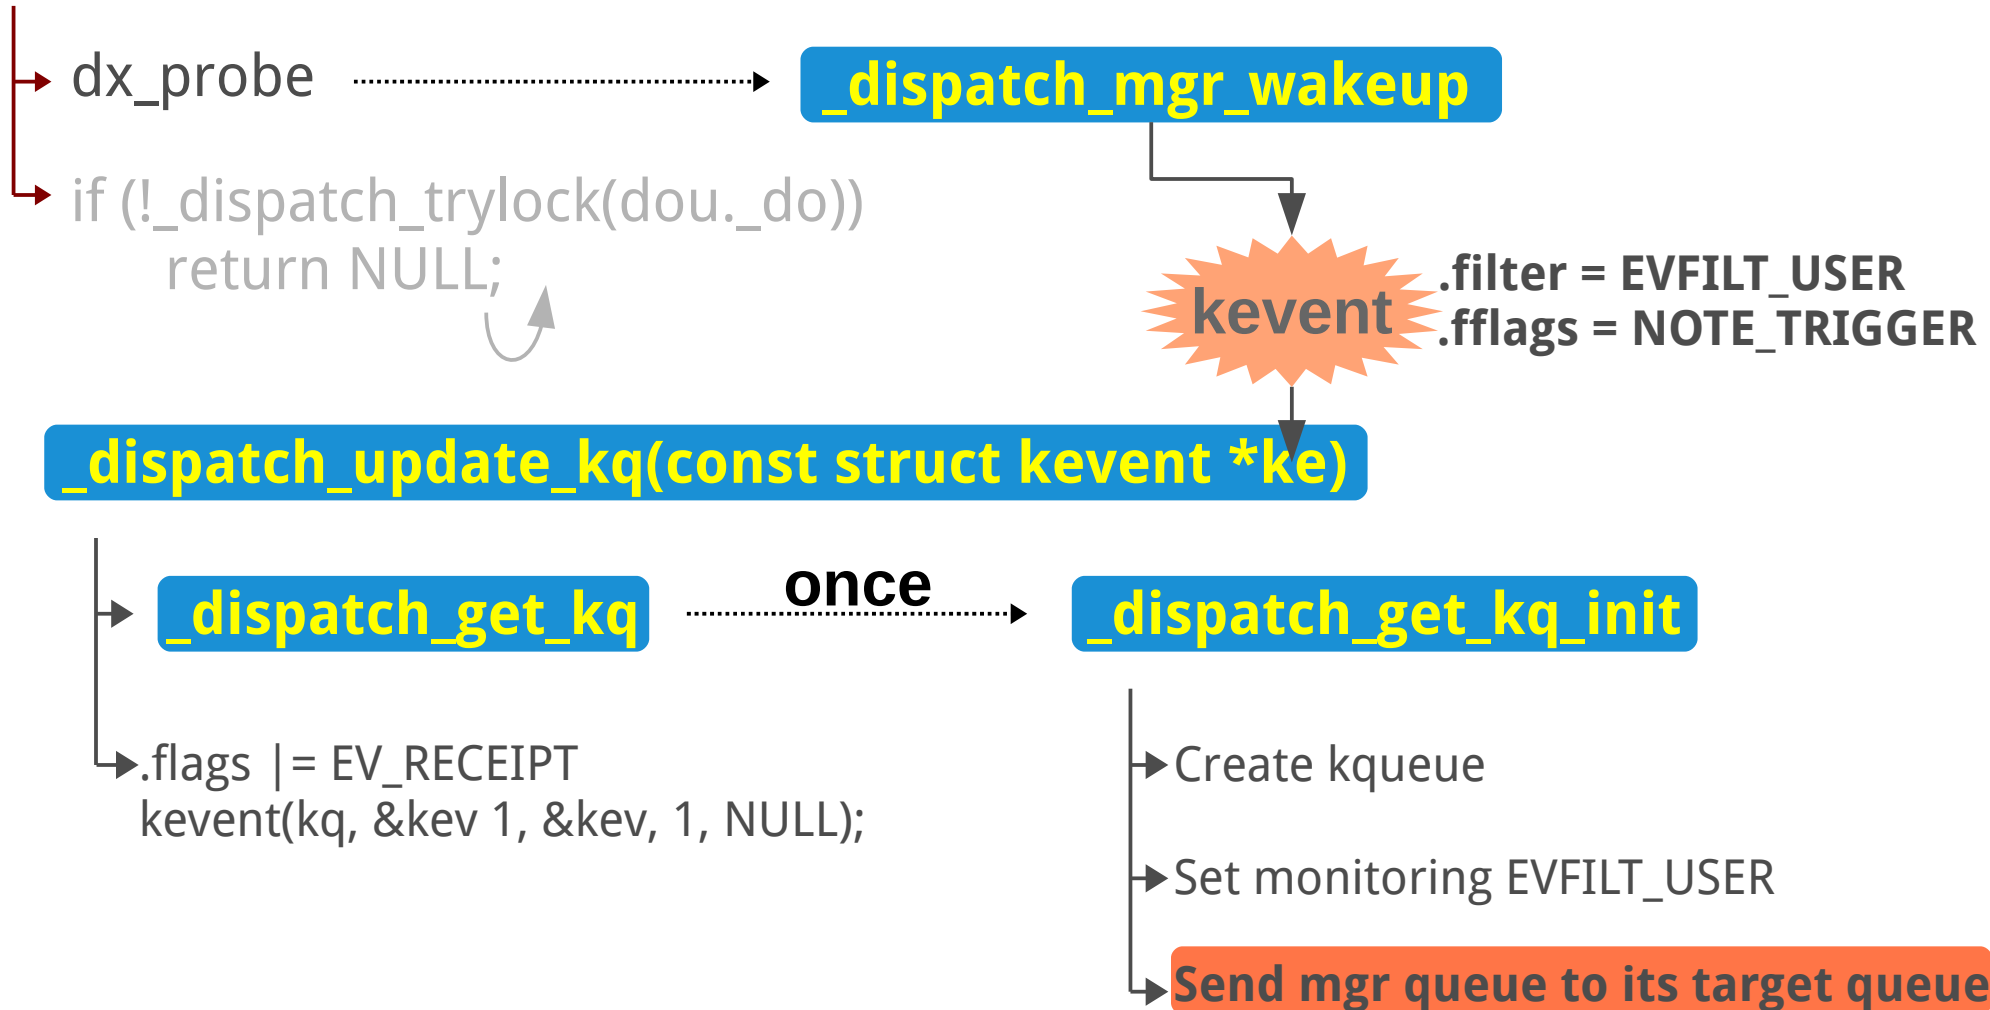 dx_probe
_dispatch_mgr_wakeup
if (!_dispatch_trylock(dou._do))
return NULL;
kevent
.filter = EVFILT_USER
.fflags = NOTE_TRIGGER
_dispatch_update_kq(const struct kevent *ke)
_dispatch_get_kq
once
_dispatch_get_kq_init
.flags |= EV_RECEIPT
kevent(kq, &kev 1, &kev, 1, NULL);
Create kqueue
Set monitoring EVFILT_USER
Send mgr queue to its target queue